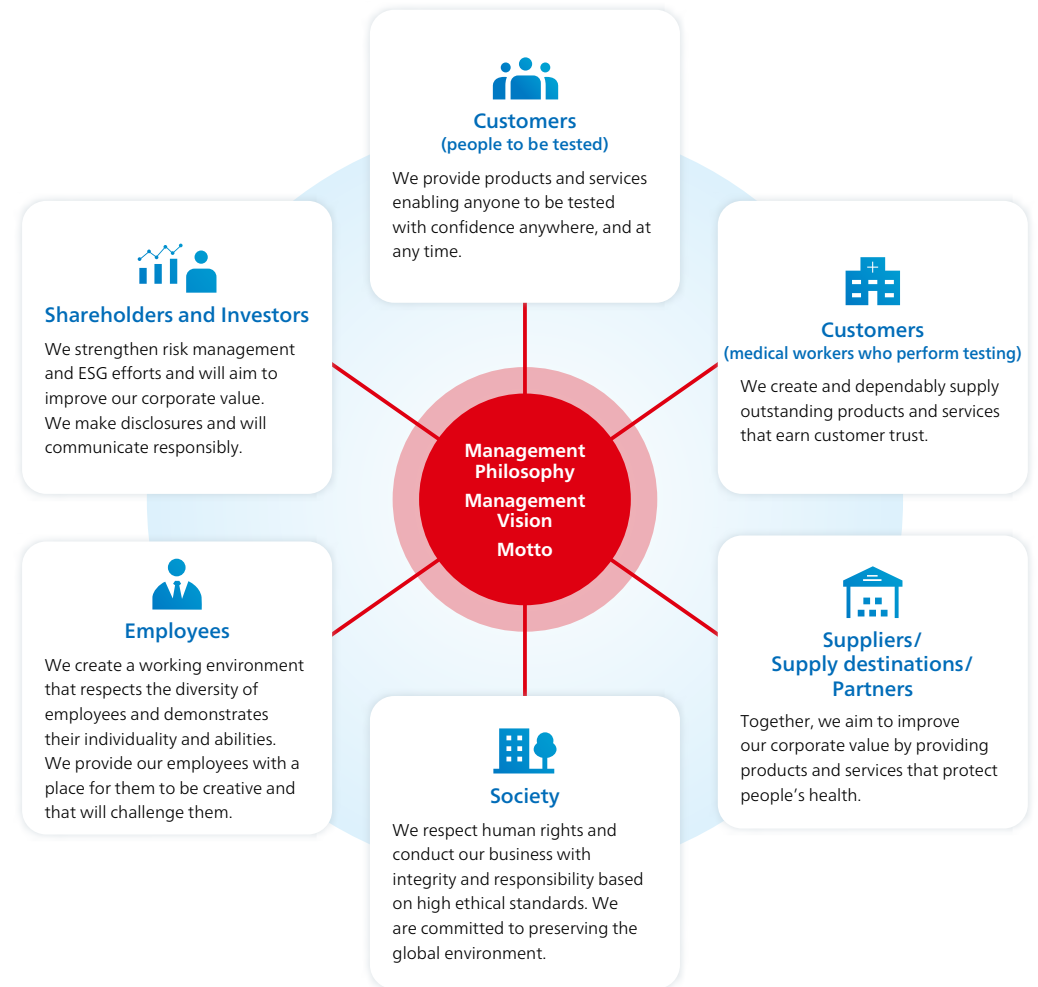 Customers
(people to be tested)
We provide products and services
enabling anyone to be tested
with confidence anywhere, and at
any time.
Shareholders and Investors
We strengthen risk management
and ESG efforts and will aim to
improve our corporate value.
We make disclosures and will
communicate responsibly.
Customers
(medical workers who perform testing)
We create and dependably supply
outstanding products and services
that earn customer trust.
Management
Philosophy
Management
Vision
Motto
Employees
We create a working environment
that respects the diversity of
employees and demonstrates
their individuality and abilities.
We provide our employees with a
place for them to be creative and
that will challenge them.
Suppliers/
Supply destinations/
Partners
Together, we aim to improve
our corporate value by providing
products and services that protect
people’s health.
Society
We respect human rights and
conduct our business with
integrity and responsibility based
on high ethical standards. We
are committed to preserving the
global environment.